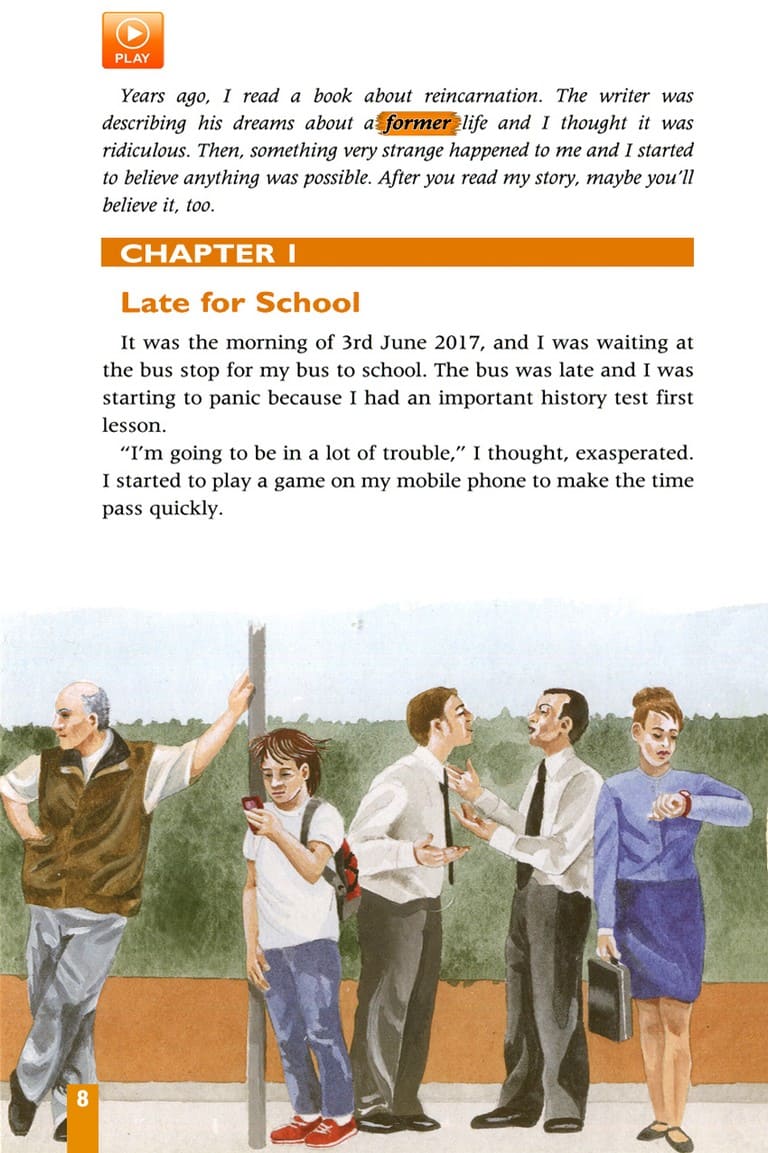 PLAY
Years ago, I read a book about reincarnation. The writer was
describing his dreams about a former life and I thought it was
ridiculous. Then, something very strange happened to me and I started
to believe anything was possible. After you read my story, maybe you'll
believe it, too.
CHAPTER 1
Late for School
It was the morning of 3rd June 2017, and I was waiting at
the bus stop for my bus to school. The bus was late and I was
starting to panic because I had an important history test first
lesson.
“I'm going to be in a lot of trouble,” I thought, exasperated.
I started to play a game on my mobile phone to make the time
pass quickly.
8